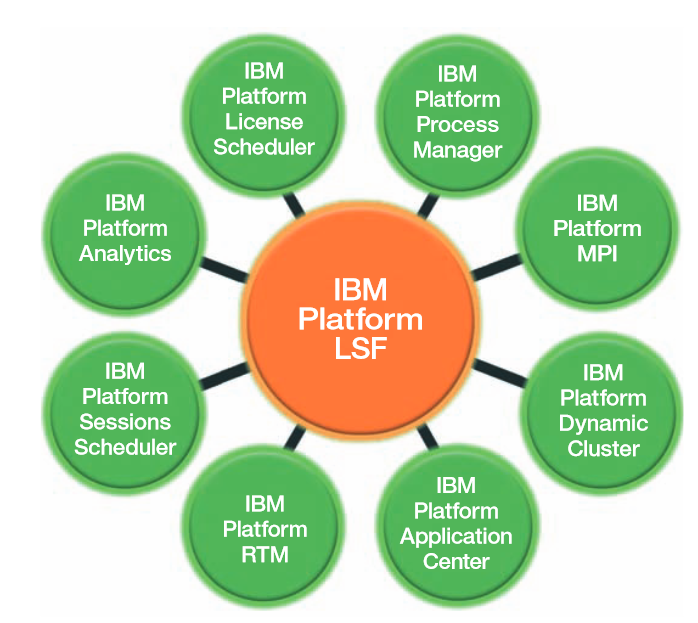 IBM
Platform
License
Scheduler
IBM
Platform
Process
Manager
IBM
Platform
Analytics
IBM
Platform
MPI
IBM
Platform
LSF
IBM
Platform
Sessions
Scheduler
IBM
Platform
Dynamic
Cluster
IBM
Platform
RTM
IBM
Platform
Application
Center